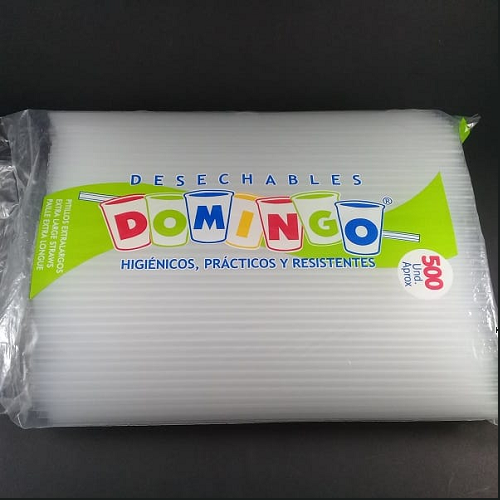 DESECHABLES
DOMINGO®
HIGIÉNICOS, PRÁCTICOS Y RESISTENTES
PITILLOS EXTRALARGOS
EXTRA LARGE STRAWS
PAILLE EXTRA LONGUE
500
Und.
Aprox